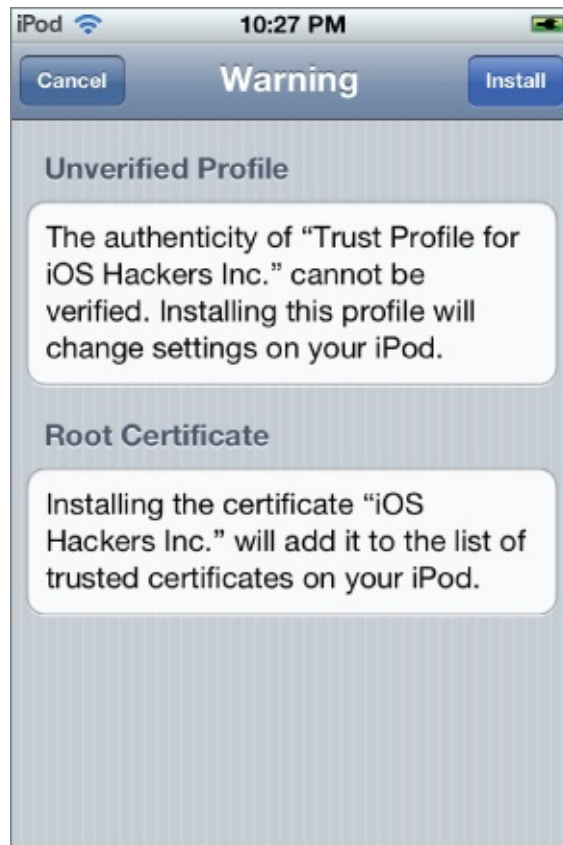 iPod 10:27 PM
Cancel Warning Install
Unverified Profile
The authenticity of “Trust Profile for
iOS Hackers Inc.” cannot be
verified. Installing this profile will
change settings on your iPod.
Root Certificate
Installing the certificate “iOS
Hackers Inc.” will add it to the list of
trusted certificates on your iPod.